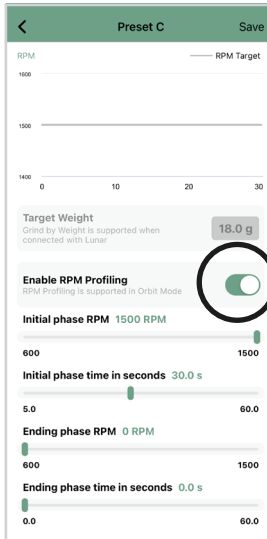 Preset C Save
RPM RPM Target
1600
1500
1400
0 10 20 30
Target Weight
Grind by Weight is supported when
connected with Lunar
18.0 g
Enable RPM Profiling
RPM Profiling is supported in Orbit Mode
Initial phase RPM 1500 RPM
600 1500
Initial phase time in seconds 30.0 s
5.0 60.0
Ending phase RPM 0 RPM
600 1500
Ending phase time in seconds 0.0 s
0.0 60.0